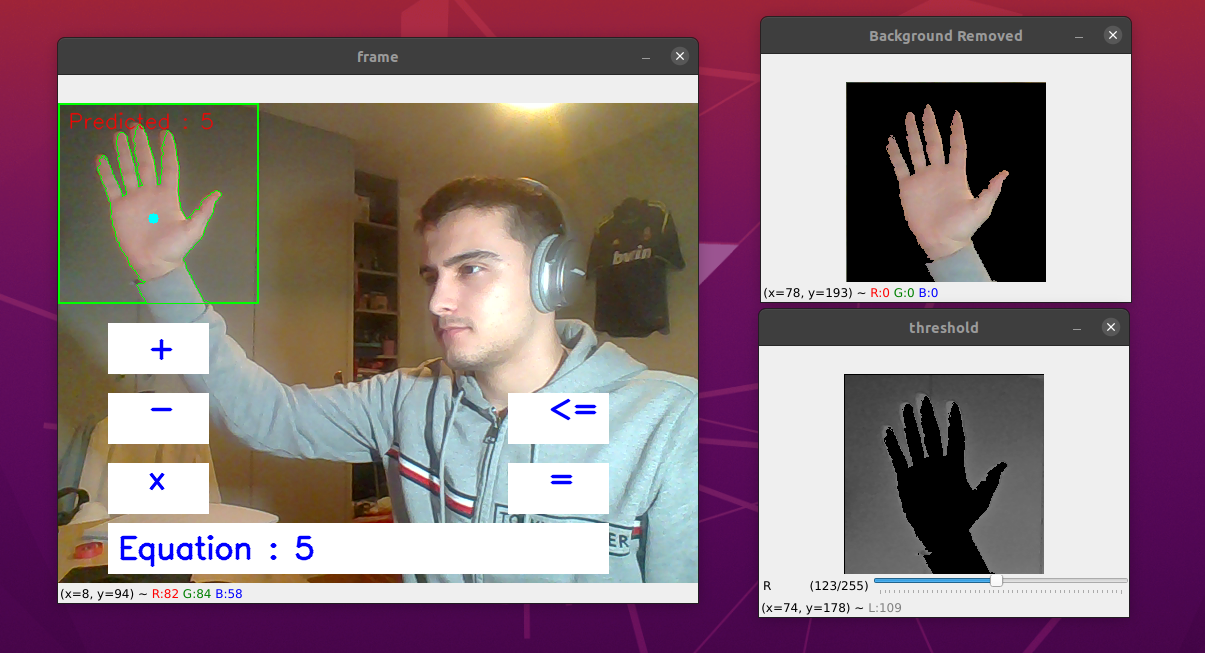 frame
Predicted : 5
bwin
+
-
<=
x
=
Equation : 5
(x=8, y=94) ~ R:82 G:84 B:58
Background Removed
(x=78, y=193) ~ R:0 G:0 B:0
threshold
R (123/255)
(x=74, y=178) ~ L:109